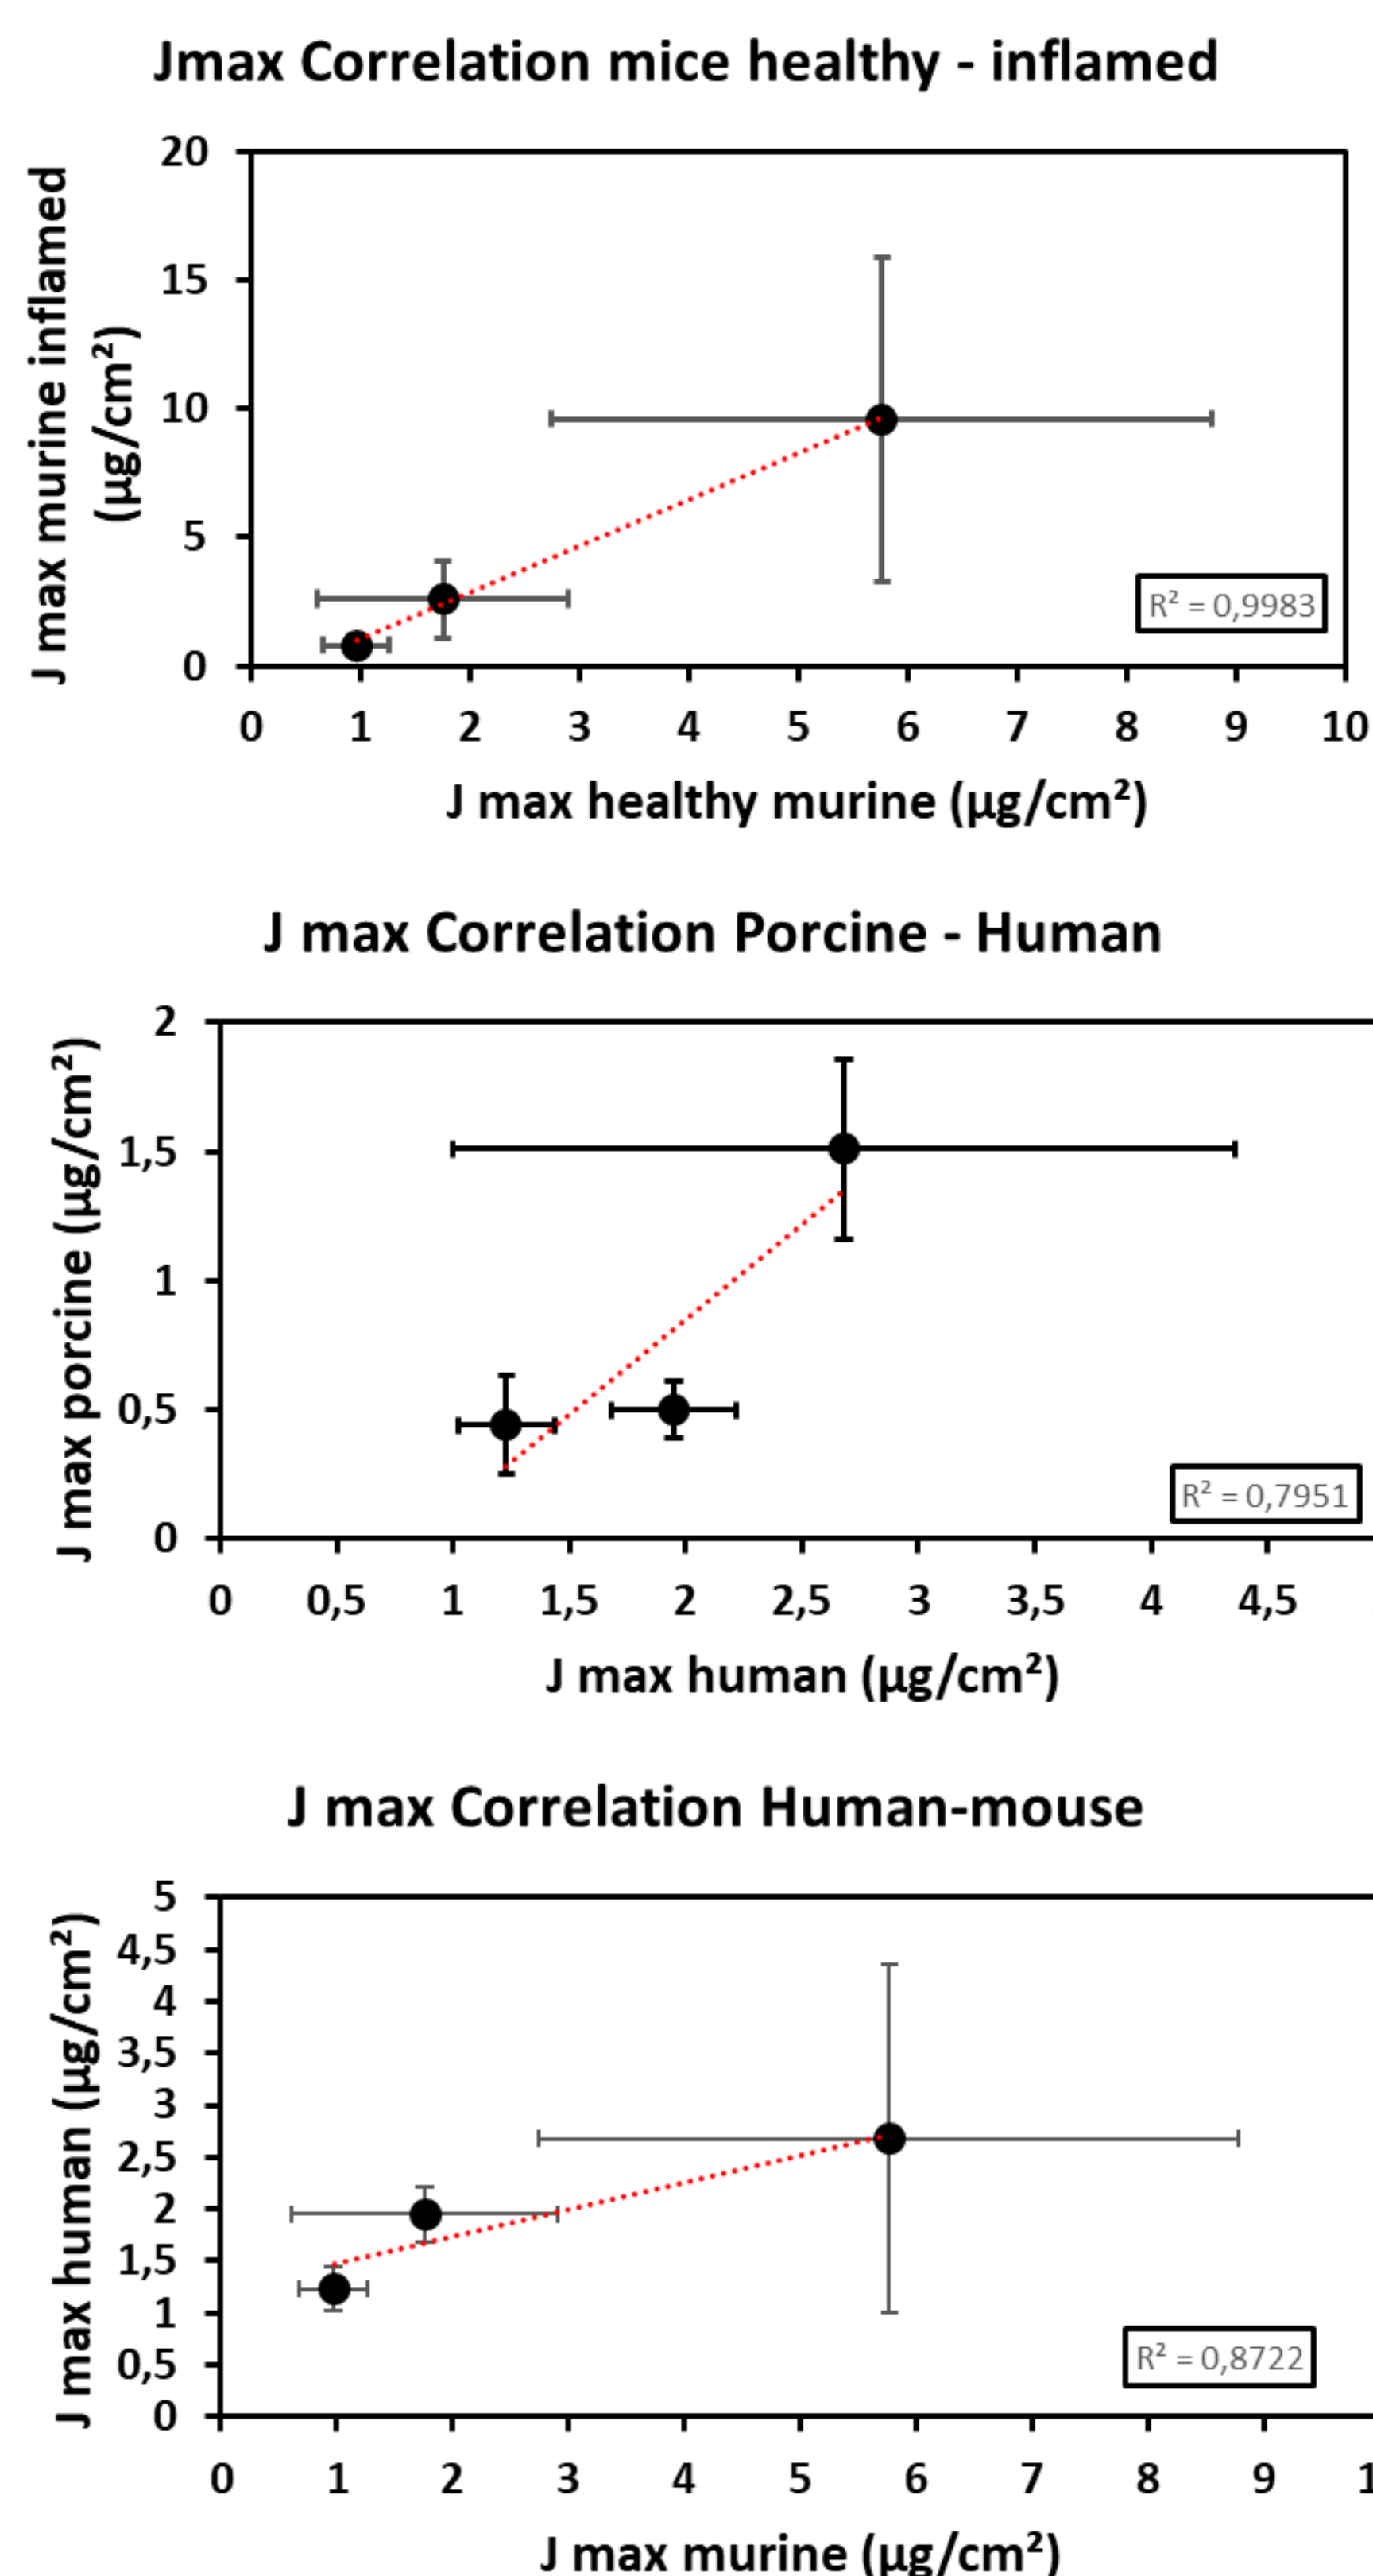 Jmax Correlation mice healthy - inflamed
J max murine inflamed
(µg/cm²)
20
15
10
5
0
R² = 0,9983
0 1 2 3 4 5 6 7 8 9 10
J max healthy murine (µg/cm²)
J max Correlation Porcine - Human
J max porcine (µg/cm²)
2
1,5
1
0,5
0
R² = 0,7951
0 0,5 1 1,5 2 2,5 3 3,5 4 4,5
J max human (µg/cm²)
J max Correlation Human-mouse
J max human (µg/cm²)
5
4,5
4
3,5
3
2,5
2
1,5
1
0,5
0
R² = 0,8722
0 1 2 3 4 5 6 7 8 9 1
J max murine (µg/cm²)